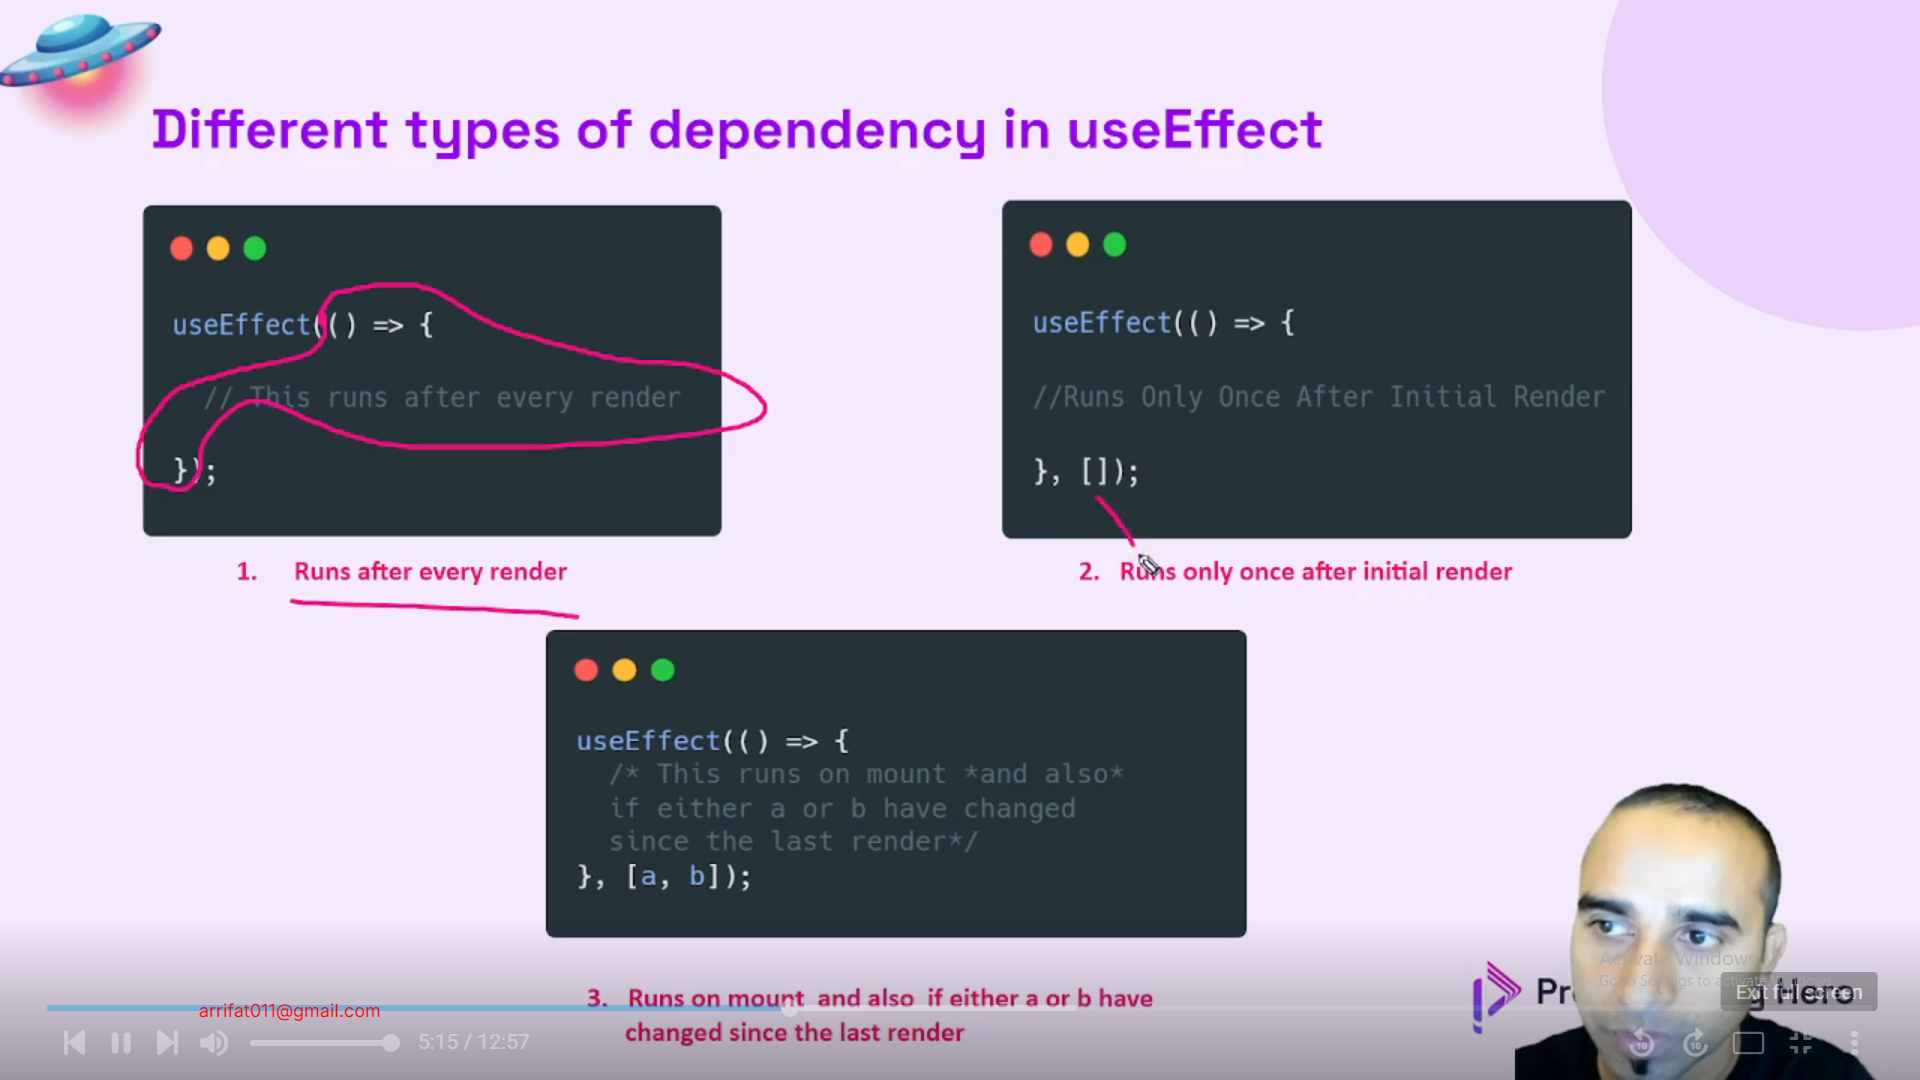 Different types of dependency in useEffect
useEffect(() => {
// This runs after every render
});
1. Runs after every render
useEffect(() => {
//Runs Only Once After Initial Render
}, []);
2. Runs only once after initial render
useEffect(() => {
/* This runs on mount *and also*
if either a or b have changed
since the last render*/
}, [a, b]);
3. Runs on mount and also if either a or b have
changed since the last render
Activate Windows
Go to Settings to activate Windows.
Exit full screen
Hero
arrifat011@gmail.com
5:15 / 12:57
10
10